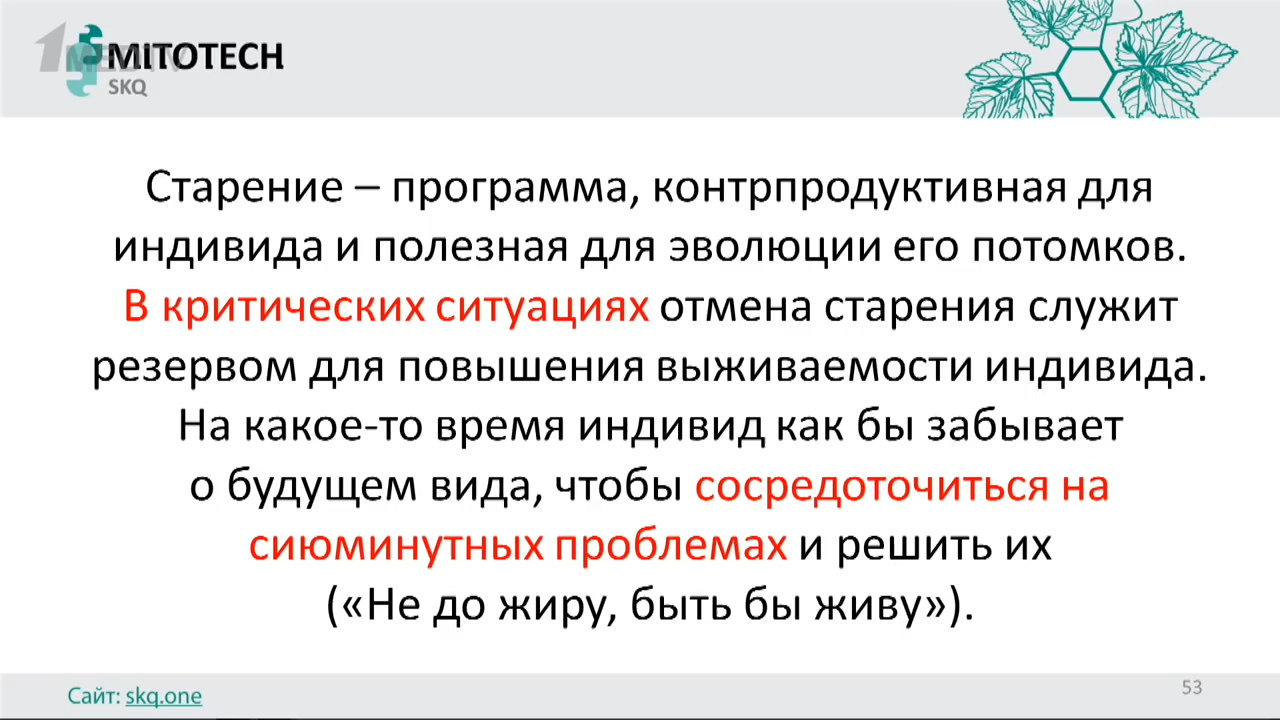 1MEDTV
MITOTECH
SKQ
Старение – программа, контрпродуктивная для
индивида и полезная для эволюции его потомков.
В критических ситуациях отмена старения служит
резервом для повышения выживаемости индивида.
На какое-то время индивид как бы забывает
о будущем вида, чтобы сосредоточиться на
сиюминутных проблемах и решить их
(«Не до жиру, быть бы живу»).
Сайт: skq.one
53